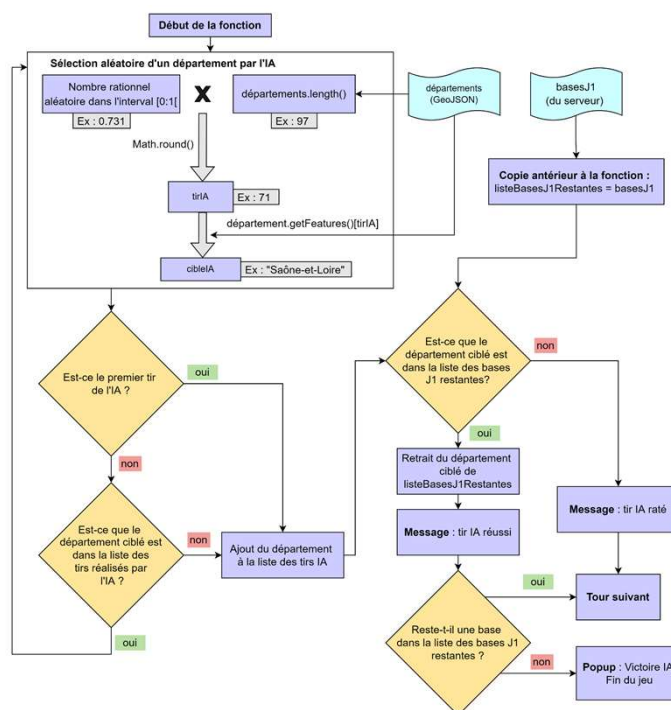 Début de la fonction
Sélection aléatoire d'un département par l'IA
Nombre rationnel
aléatoire dans l'interval [0:1[
Ex : 0.731
X
départements.length()
Ex : 97
départements
(GeoJSON)
basesJ1
(du serveur)
Math.round()
Copie antérieur à la fonction :
listeBasesJ1Restantes = basesJ1
tirIA
Ex : 71
département.getFeatures()[tirIA]
cibleIA
Ex : "Saône-et-Loire"
Est-ce le premier tir
de l'IA ?
oui
non
Est-ce que le
département ciblé est
dans la liste des
tirs réalisés par
l'IA ?
non
oui
Ajout du département
à la liste des tirs IA
Est-ce que le
département ciblé est
dans la liste des bases
J1 restantes?
non
oui
Retrait du département
ciblé de
listeBasesJ1Restantes
Message : tir IA réussi
Message : tir IA raté
Reste-t-il une base
dans la liste des bases J1
restantes ?
oui
Tour suivant
non
Popup : Victoire IA
Fin du jeu